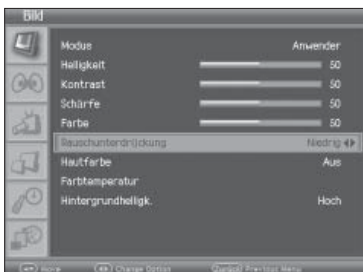 Bild
Modus Anwender
Helligkeit 50
Kontrast 50
Schärfe 50
Farbe 50
Rauschunterdrückung Niedrig
Hautfarbe Aus
Farbtemperatur
Hintergrundhelligk. Hoch
Move Change Option Zurück Previous Menu